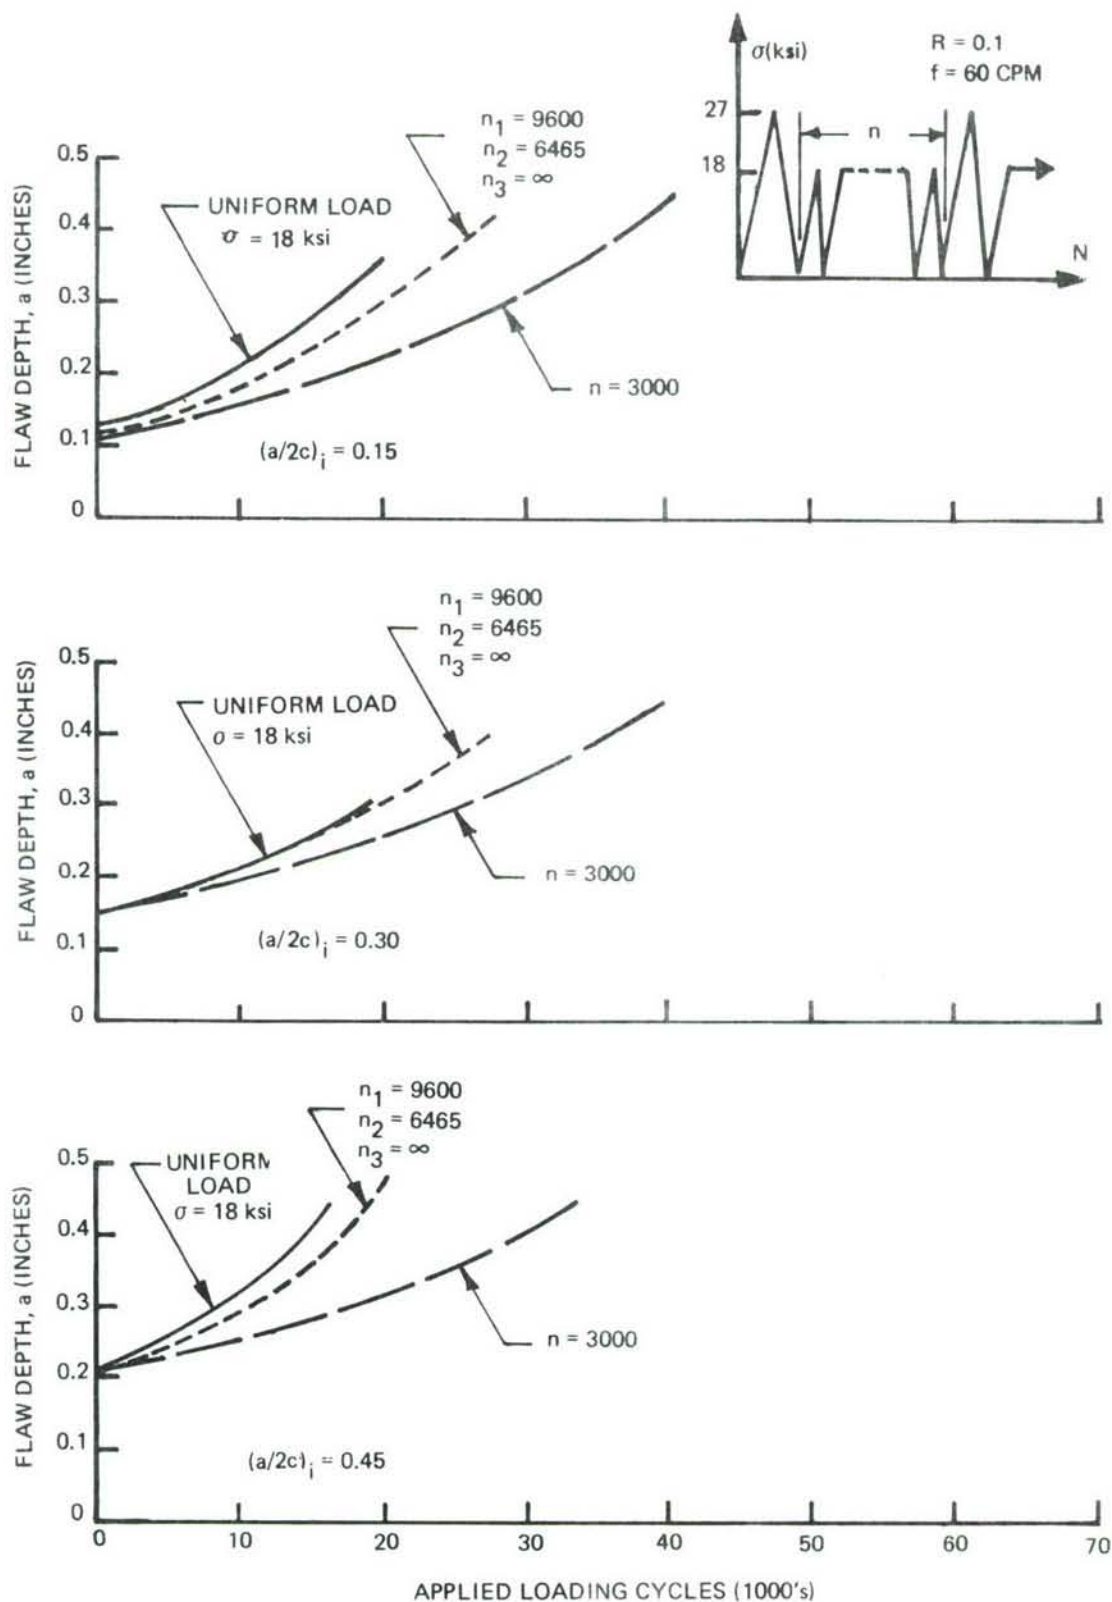 σ(ksi)
R = 0.1
f = 60 CPM
27
18
n
N
n1 = 9600
n2 = 6465
n3 = ∞
UNIFORM LOAD
σ = 18 ksi
n = 3000
(a/2c)i = 0.15
FLAW DEPTH, a (INCHES)
0.5
0.4
0.3
0.2
0.1
0
n1 = 9600
n2 = 6465
n3 = ∞
UNIFORM LOAD
σ = 18 ksi
n = 3000
(a/2c)i = 0.30
FLAW DEPTH, a (INCHES)
0.5
0.4
0.3
0.2
0.1
0
n1 = 9600
n2 = 6465
n3 = ∞
UNIFORM
LOAD
σ = 18 ksi
n = 3000
(a/2c)i = 0.45
FLAW DEPTH, a (INCHES)
0.5
0.4
0.3
0.2
0.1
0
0 10 20 30 40 50 60 70
APPLIED LOADING CYCLES (1000's)